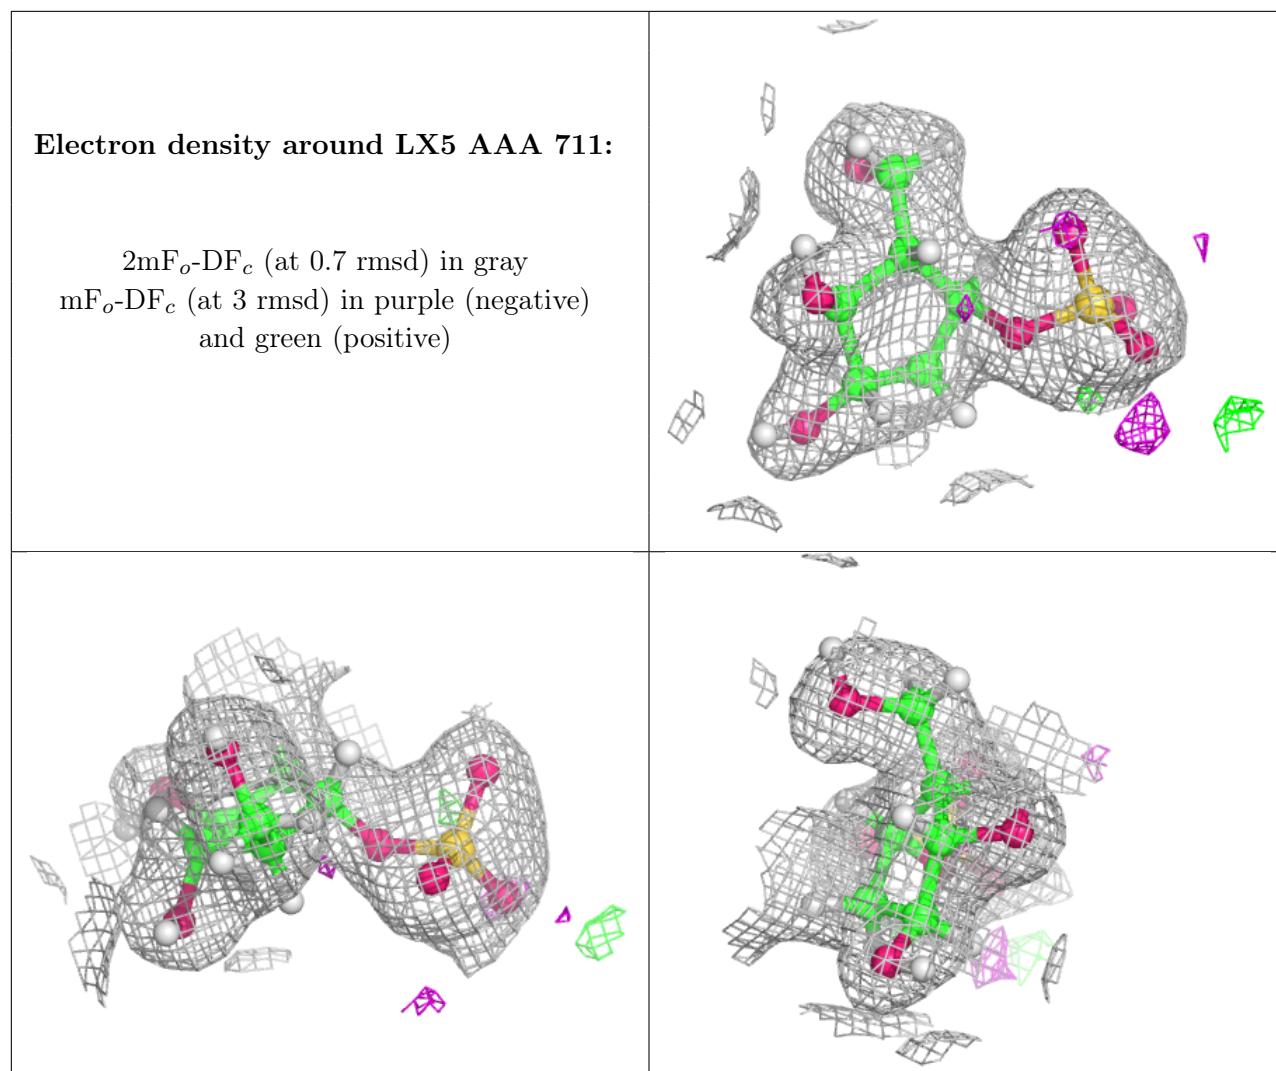 Electron density around LX5 AAA 711:
2mFo-DFc (at 0.7 rmsd) in gray
mFo-DFc (at 3 rmsd) in purple (negative)
and green (positive)